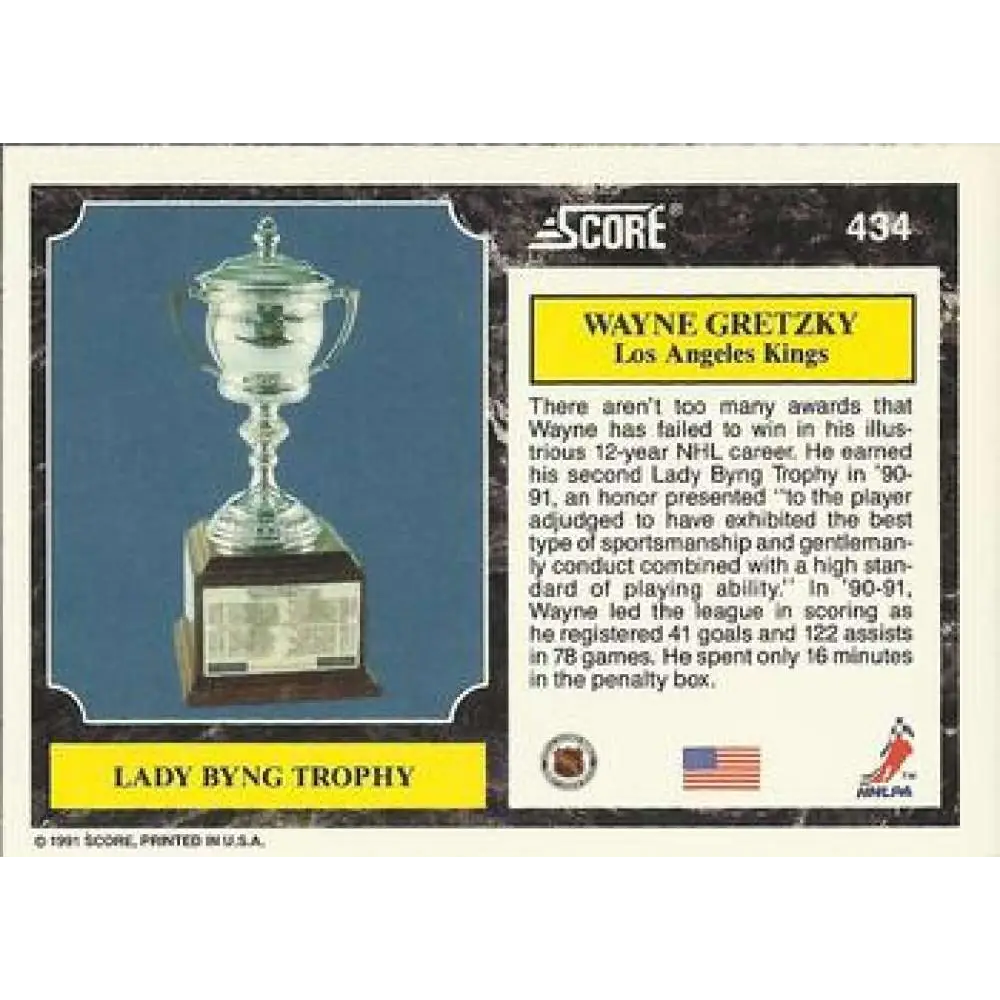 SCORE®
434
WAYNE GRETZKY
Los Angeles Kings
There aren't too many awards that
Wayne has failed to win in his illus-
trious 12-year NHL career. He earned
his second Lady Byng Trophy in '90-
91, an honor presented "to the player
adjudged to have exhibited the best
type of sportsmanship and gentleman-
ly conduct combined with a high stan-
dard of playing ability." In '90-91,
Wayne led the league in scoring as
he registered 41 goals and 122 assists
in 78 games. He spent only 16 minutes
in the penalty box.
NHLPA™
LADY BYNG TROPHY
© 1991 SCORE, PRINTED IN U.S.A.